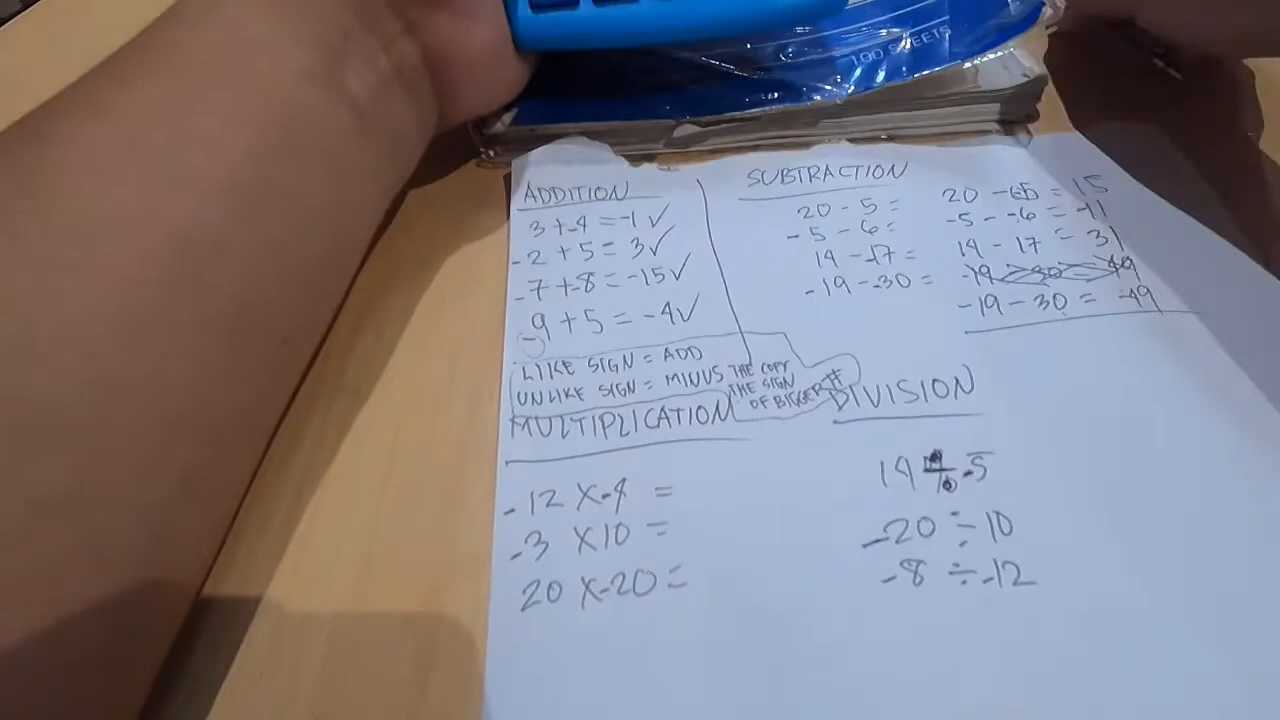 100 SHEETS
ADDITION
3 + -4 = -1 ✓
-2 + 5 = 3 ✓
-7 + -8 = -15 ✓
-9 + 5 = -4 ✓
LIKE SIGN = ADD
UNLIKE SIGN = MINUS THE COPY
THE SIGN
OF BIGGER #
SUBTRACTION
20 - 5 =
-5 - 6 =
14 - -17 =
-19 - -30 =
20 - 5 = 15
-5 - -6 = -11
14 - 17 = 31
-19 - 30 = -49
MULTIPLICATION
-12 X -4 =
-3 X 10 =
20 X -20 =
DIVISION
14 ÷ -5
-20 ÷ 10
-8 ÷ -12